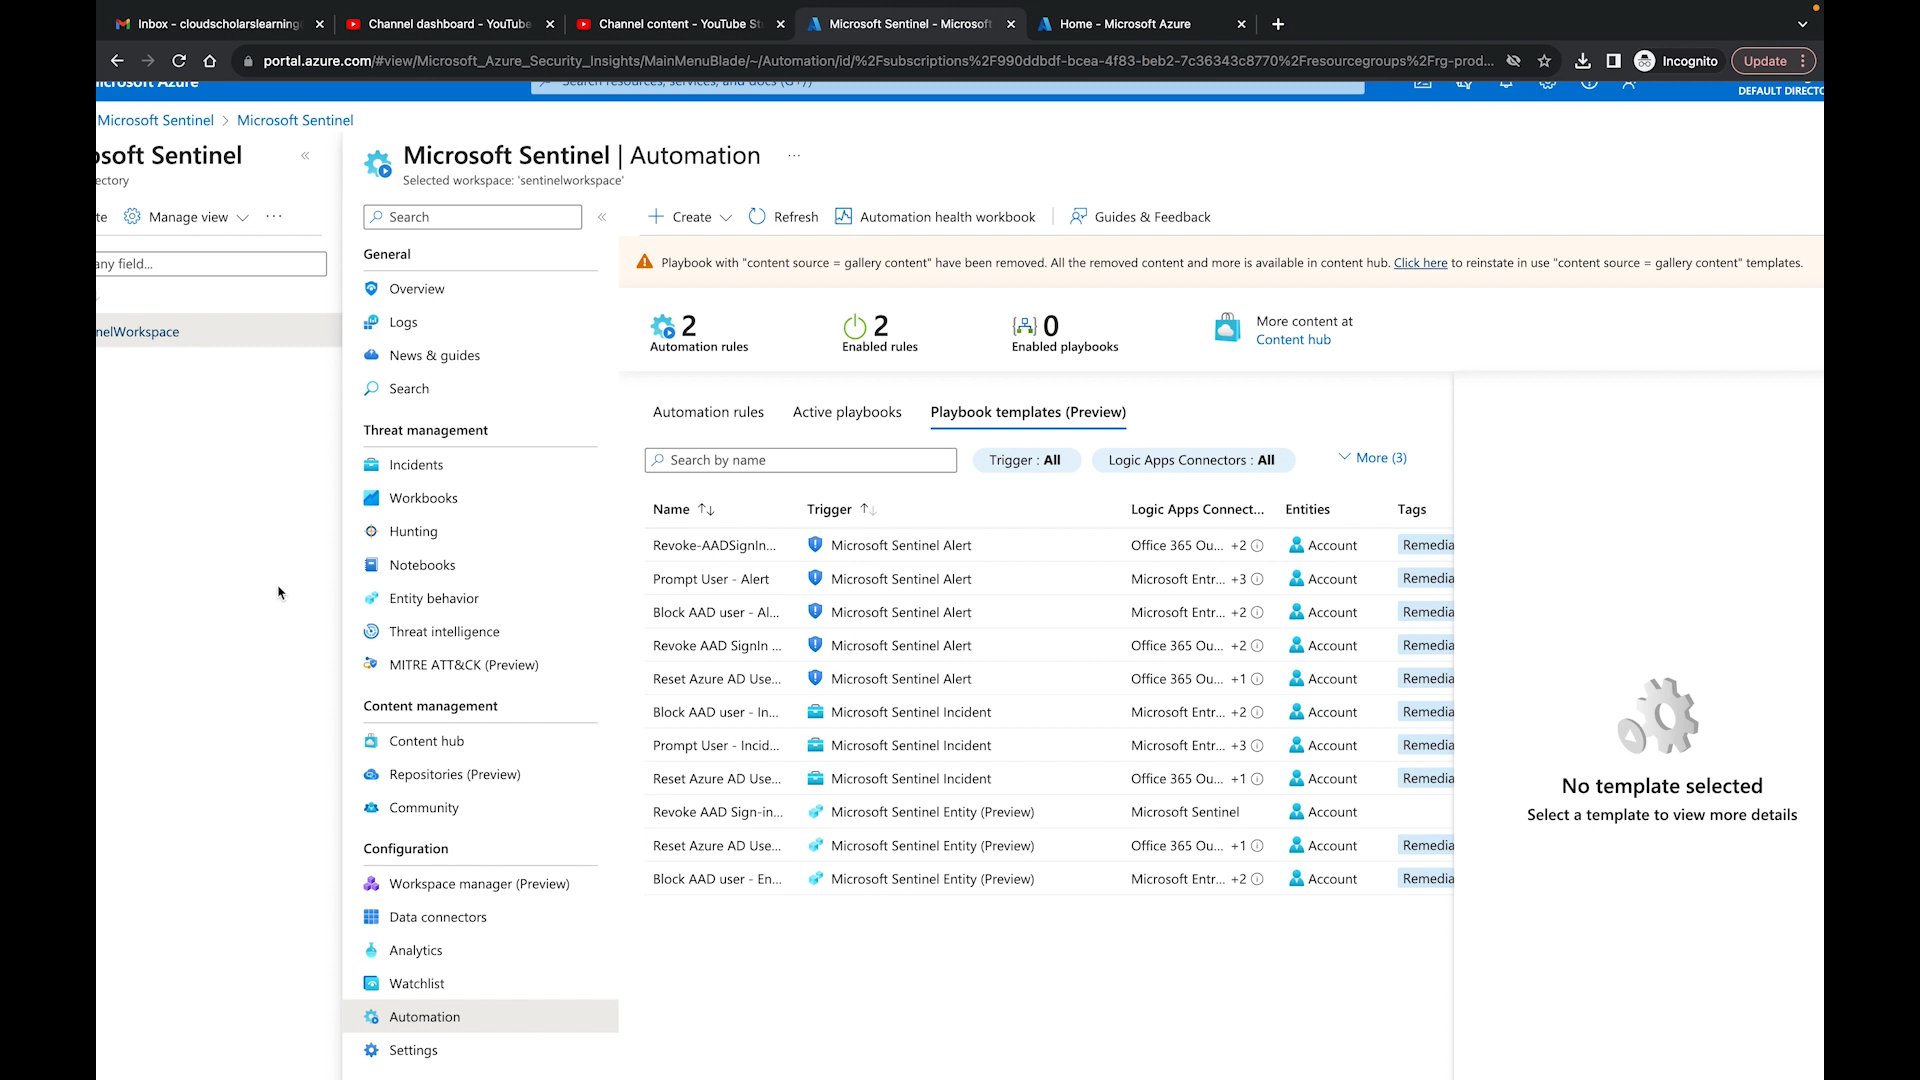 Inbox - cloudscholarslearning
Channel dashboard - YouTube
Channel content - YouTube St
Microsoft Sentinel - Microsoft
Home - Microsoft Azure
portal.azure.com/#view/Microsoft_Azure_Security_Insights/MainMenuBlade/~/Automation/id/%2Fsubscriptions%2F990ddbdf-bcea-4f83-beb2-7c36343c8770%2Fresourcegroups%2Frg-prod...
Incognito
Update
icrosoft Azure
Search resources, services, and docs (G+/)
DEFAULT DIRECTO
Microsoft Sentinel > Microsoft Sentinel
osoft Sentinel
ectory
te
Manage view
...
any field...
nelWorkspace
Microsoft Sentinel | Automation
...
Selected workspace: 'sentinelworkspace'
Search
General
Overview
Logs
News & guides
Search
Threat management
Incidents
Workbooks
Hunting
Notebooks
Entity behavior
Threat intelligence
MITRE ATT&CK (Preview)
Content management
Content hub
Repositories (Preview)
Community
Configuration
Workspace manager (Preview)
Data connectors
Analytics
Watchlist
Automation
Settings
Create
Refresh
Automation health workbook
Guides & Feedback
Playbook with "content source = gallery content" have been removed. All the removed content and more is available in content hub. Click here to reinstate in use "content source = gallery content" templates.
2
Automation rules
2
Enabled rules
0
Enabled playbooks
More content at
Content hub
Automation rules
Active playbooks
Playbook templates (Preview)
Search by name
Trigger : All
Logic Apps Connectors : All
More (3)
Name Trigger Logic Apps Connect... Entities Tags
Revoke-AADSignIn... Microsoft Sentinel Alert Office 365 Ou... +2 Account Remedia
Prompt User - Alert Microsoft Sentinel Alert Microsoft Entr... +3 Account Remedia
Block AAD user - Al... Microsoft Sentinel Alert Microsoft Entr... +2 Account Remedia
Revoke AAD SignIn ... Microsoft Sentinel Alert Office 365 Ou... +2 Account Remedia
Reset Azure AD Use... Microsoft Sentinel Alert Office 365 Ou... +1 Account Remedia
Block AAD user - In... Microsoft Sentinel Incident Microsoft Entr... +2 Account Remedia
Prompt User - Incid... Microsoft Sentinel Incident Microsoft Entr... +3 Account Remedia
Reset Azure AD Use... Microsoft Sentinel Incident Office 365 Ou... +1 Account Remedia
Revoke AAD Sign-in... Microsoft Sentinel Entity (Preview) Microsoft Sentinel Account
Reset Azure AD Use... Microsoft Sentinel Entity (Preview) Office 365 Ou... +1 Account Remedia
Block AAD user - En... Microsoft Sentinel Entity (Preview) Microsoft Entr... +2 Account Remedia
No template selected
Select a template to view more details